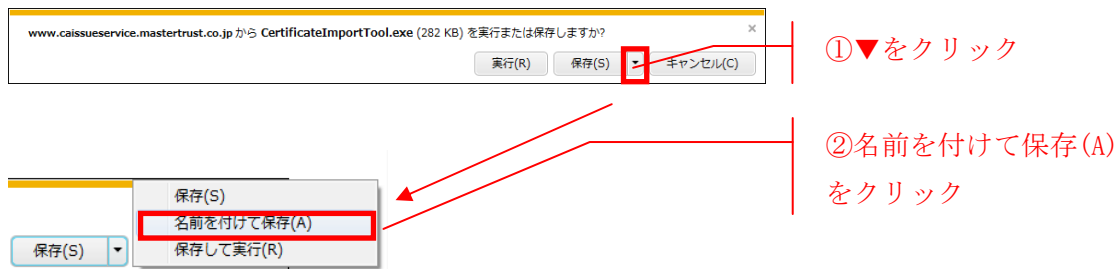 www.caissueservice.mastertrust.co.jp から CertificateImportTool.exe (282 KB) を実行または保存しますか?
×
実行(R) 保存(S) ▼ キャンセル(C)
①▼をクリック
②名前を付けて保存(A)
をクリック
保存(S)
名前を付けて保存(A)
保存して実行(R)
保存(S) ▼